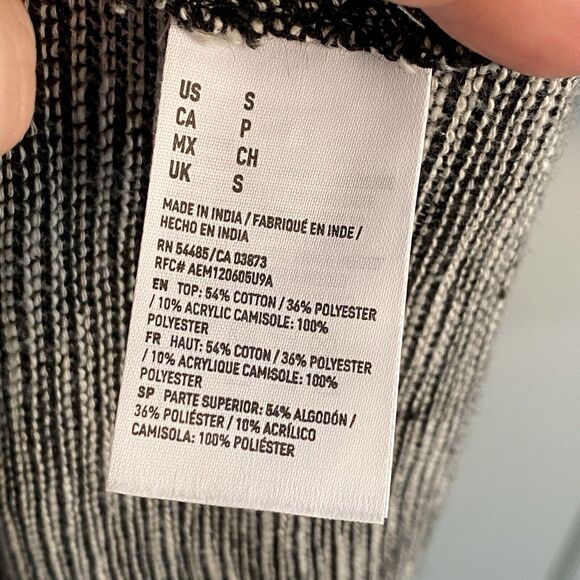 US S
CA P
MX CH
UK S
MADE IN INDIA / FABRIQUÉ EN INDE /
HECHO EN INDIA
RN 54485/CA 03873
RFC# AEM120605U9A
EN TOP: 54% COTTON / 36% POLYESTER
/ 10% ACRYLIC CAMISOLE: 100%
POLYESTER
FR HAUT: 54% COTON / 36% POLYESTER
/ 10% ACRYLIQUE CAMISOLE: 100%
POLYESTER
SP PARTE SUPERIOR: 54% ALGODÓN /
36% POLIÉSTER / 10% ACRÍLICO
CAMISOLA: 100% POLIÉSTER